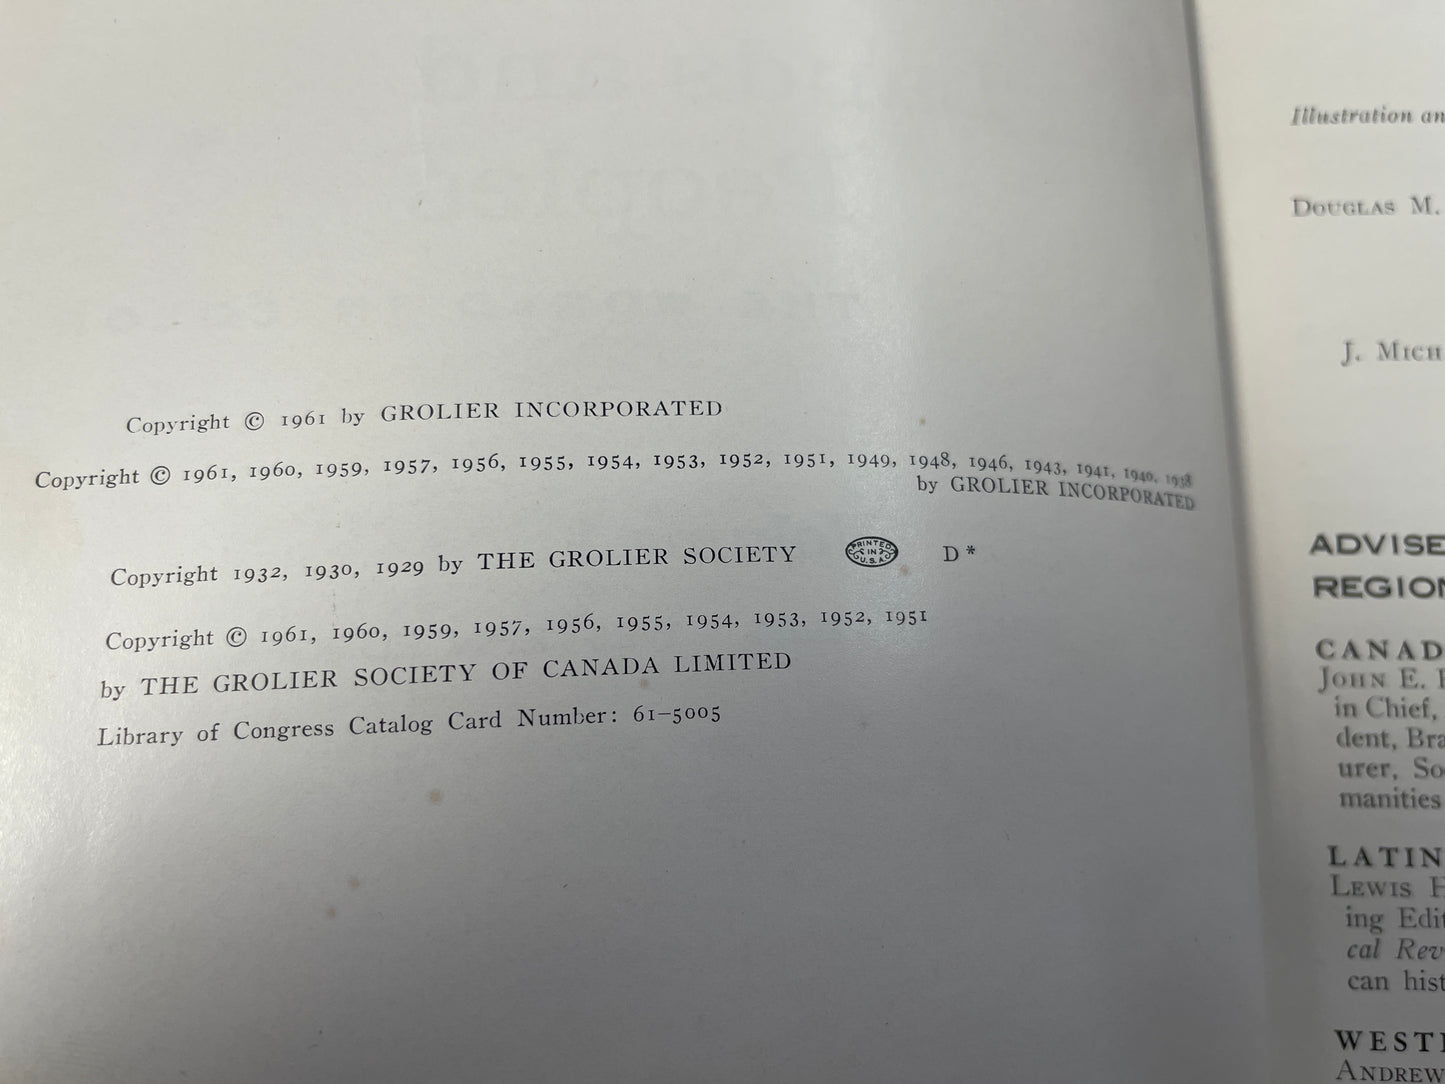 Copyright © 1961 by GROLIER INCORPORATED
Copyright © 1961, 1960, 1959, 1957, 1956, 1955, 1954, 1953, 1952, 1951, 1949, 1948, 1946, 1943, 1941, 1940, 1938
by GROLIER INCORPORATED
Copyright 1932, 1930, 1929 by THE GROLIER SOCIETY
PRINTED
IN
U.S.A.
D*
Copyright © 1961, 1960, 1959, 1957, 1956, 1955, 1954, 1953, 1952, 1951
by THE GROLIER SOCIETY OF CANADA LIMITED
Library of Congress Catalog Card Number: 61–5005
Illustration an
DOUGLAS M.
J. MICH
ADVISE
REGION
CANAD
JOHN E.
in Chief,
dent, Bra
urer, So
manities
LATIN
LEWIS H
ing Edit
cal Rev
can hist
WESTE
ANDREW